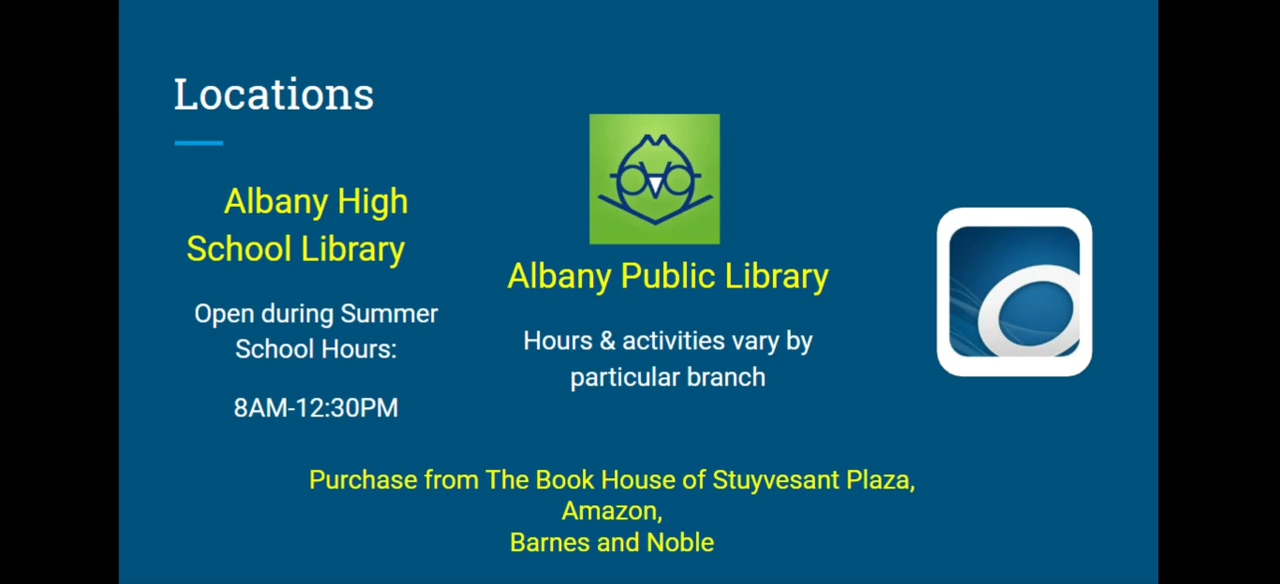 Locations
Albany High
School Library
Open during Summer
School Hours:
8AM-12:30PM
Albany Public Library
Hours & activities vary by
particular branch
Purchase from The Book House of Stuyvesant Plaza,
Amazon,
Barnes and Noble